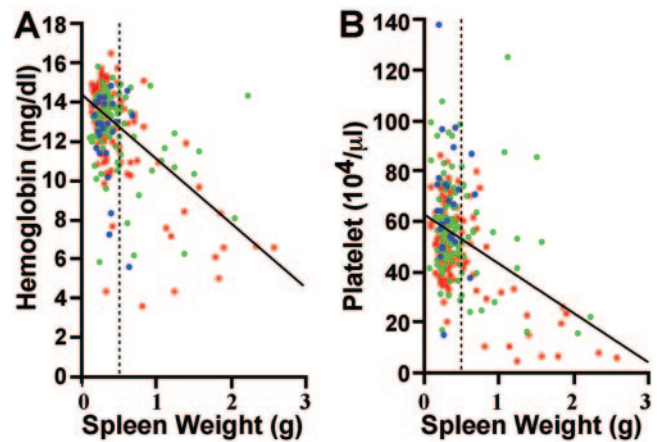 A
B
Hemoglobin (mg/dl)
18
16
14
12
10
8
6
4
2
0
0 1 2 3
Spleen Weight (g)
Platelet (10⁴/µl)
140
120
100
80
60
40
20
0
0 1 2 3
Spleen Weight (g)